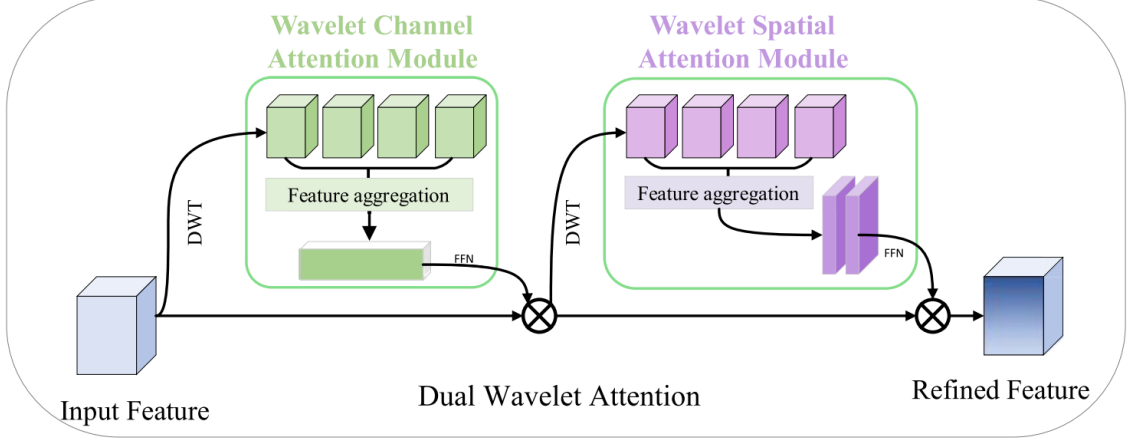 Wavelet Channel
Attention Module
Wavelet Spatial
Attention Module
DWT
Feature aggregation
FFN
DWT
Feature aggregation
FFN
Input Feature
Dual Wavelet Attention
Refined Feature